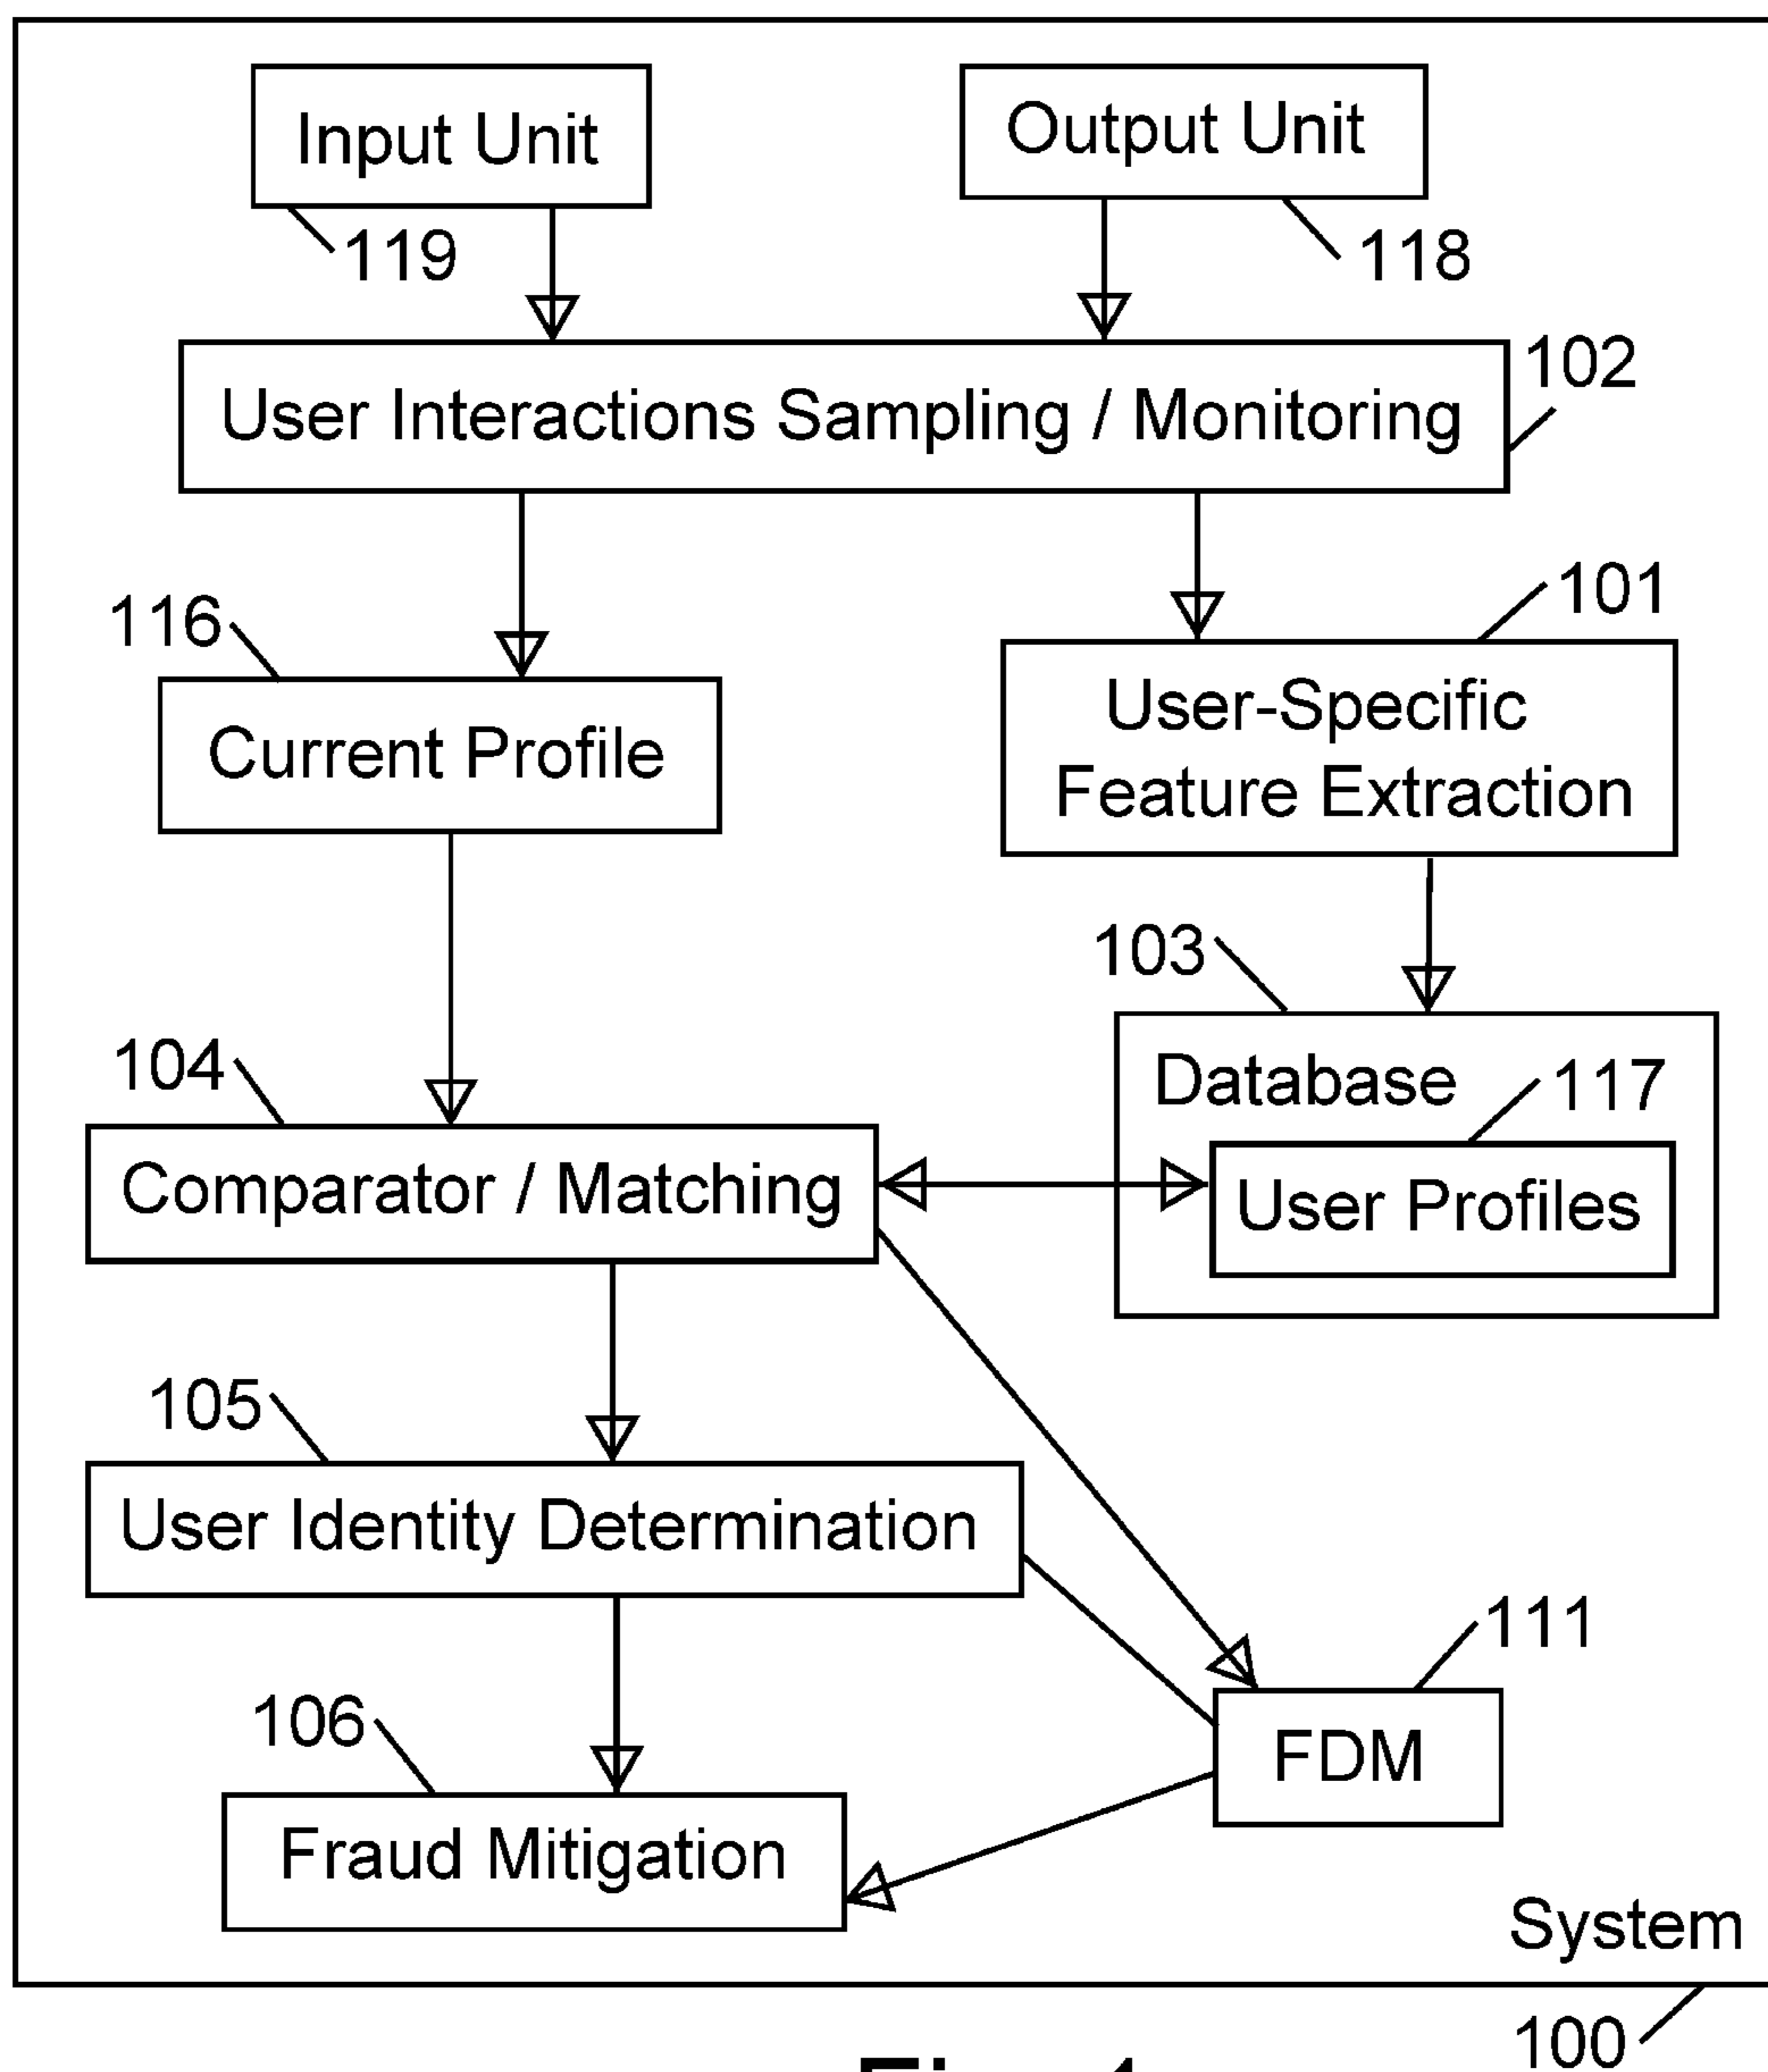 Input Unit
Output Unit
119
118
102
User Interactions Sampling / Monitoring
101
116
User-Specific
Feature Extraction
Current Profile
103
104
Database
117
Comparator / Matching
User Profiles
105
User Identity Determination
111
106
FDM
Fraud Mitigation
System
100